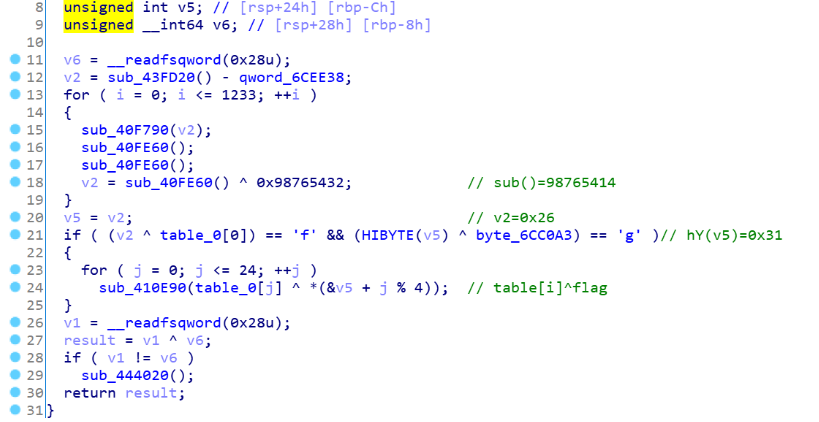 8 unsigned int v5; // [rsp+24h] [rbp-Ch]
9 unsigned __int64 v6; // [rsp+28h] [rbp-8h]
10
11 v6 = __readfsqword(0x28u);
12 v2 = sub_43FD20() - qword_6CEE38;
13 for ( i = 0; i <= 1233; ++i )
14 {
15 sub_40F790(v2);
16 sub_40FE60();
17 sub_40FE60();
18 v2 = sub_40FE60() ^ 0x98765432; // sub()=98765414
19 }
20 v5 = v2; // v2=0x26
21 if ( (v2 ^ table_0[0]) == 'f' && (HIBYTE(v5) ^ byte_6CC0A3) == 'g' )// hY(v5)=0x31
22 {
23 for ( j = 0; j <= 24; ++j )
24 sub_410E90(table_0[j] ^ *(&v5 + j % 4)); // table[i]^flag
25 }
26 v1 = __readfsqword(0x28u);
27 result = v1 ^ v6;
28 if ( v1 != v6 )
29 sub_444020();
30 return result;
31 }